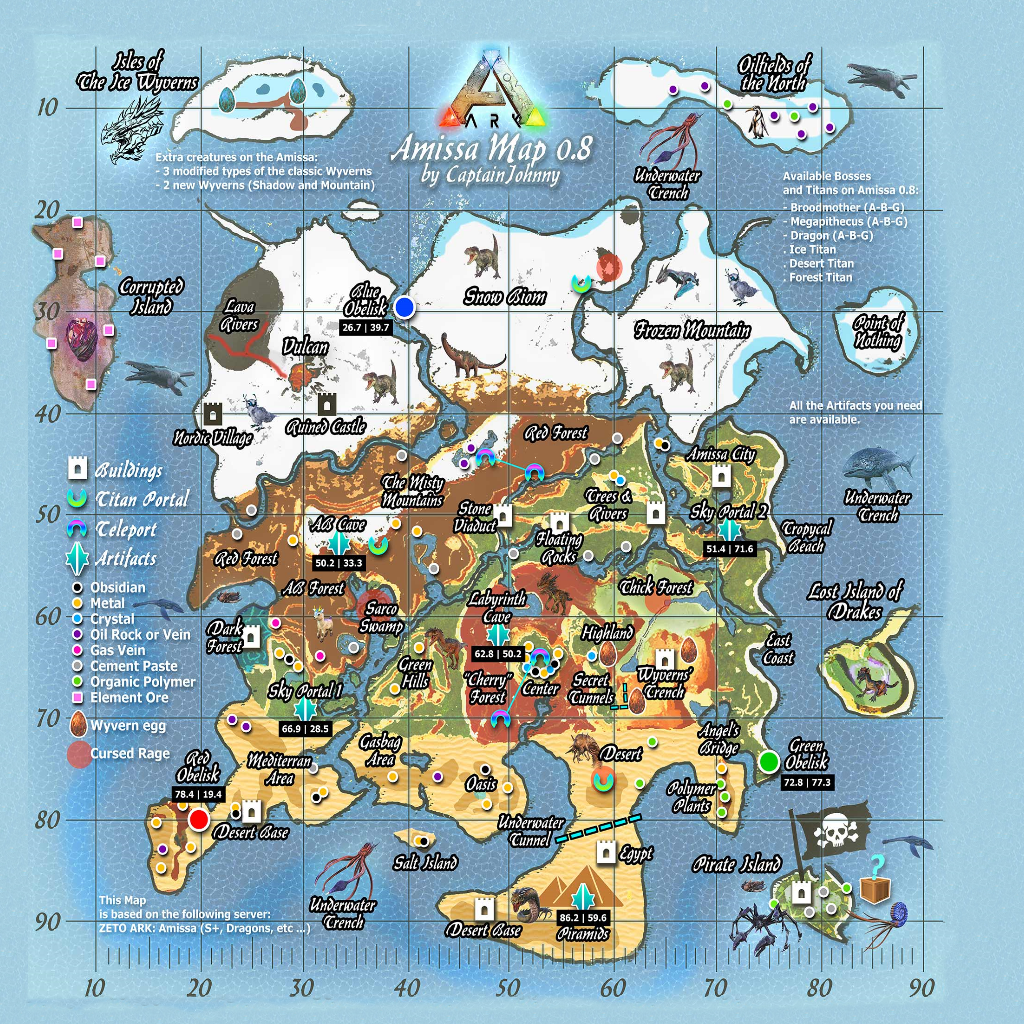 Isles of
The Ice Wyverns
ARK
Amissa Map 0.8
by CaptainJohnny
Oilfields of
the North
10
Extra creatures on the Amissa:
- 3 modified types of the classic Wyverns
- 2 new Wyverns (Shadow and Mountain)
Underwater
Trench
Available Bosses
and Titans on Amissa 0.8:
- Broodmother (A-B-G)
- Megapithecus (A-B-G)
- Dragon (A-B-G)
- Ice Titan
- Desert Titan
- Forest Titan
20
Corrupted
Island
Lava
Rivers
Blue
Obelisk
26.7 | 39.7
Snow Biom
Frozen Mountain
Point of
Nothing
30
Vulcan
Nordic Village
Ruined Castle
All the Artifacts you need
are available.
40
Red Forest
Amissa City
Buildings
Titan Portal
Teleport
Artifacts
The Misty
Mountains
Stone
Viaduct
Trees &
Rivers
Floating
Rocks
Sky Portal 2
51.4 | 71.6
Tropycal
Beach
Underwater
Trench
50
AB Cave
50.2 | 33.3
Red Forest
AB Forest
Obsidian
Metal
Crystal
Oil Rock or Vein
Gas Vein
Cement Paste
Organic Polymer
Element Ore
Wyvern egg
Cursed Rage
60
Dark
Forest
Sarco
Swamp
Labyrinth
Cave
62.8 | 50.2
Thick Forest
Lost Island of
Drakes
Highland
East
Coast
Green
Hills
"Cherry"
Forest
Center
Secret
Tunnels
Wyverns'
Trench
Sky Portal 1
66.9 | 28.5
70
Red
Obelisk
78.4 | 19.4
Mediterran
Area
Gasbag
Area
Oasis
Desert
Angel's
Bridge
Green
Obelisk
72.8 | 77.3
Polymer
Plants
80
Desert Base
Underwater
Tunnel
Salt Island
Egypt
Pirate Island
?
Underwater
Trench
This Map
is based on the following server:
ZETO ARK: Amissa (S+, Dragons, etc ...)
90
Desert Base
86.2 | 59.6
Piramids
10 20 30 40 50 60 70 80 90